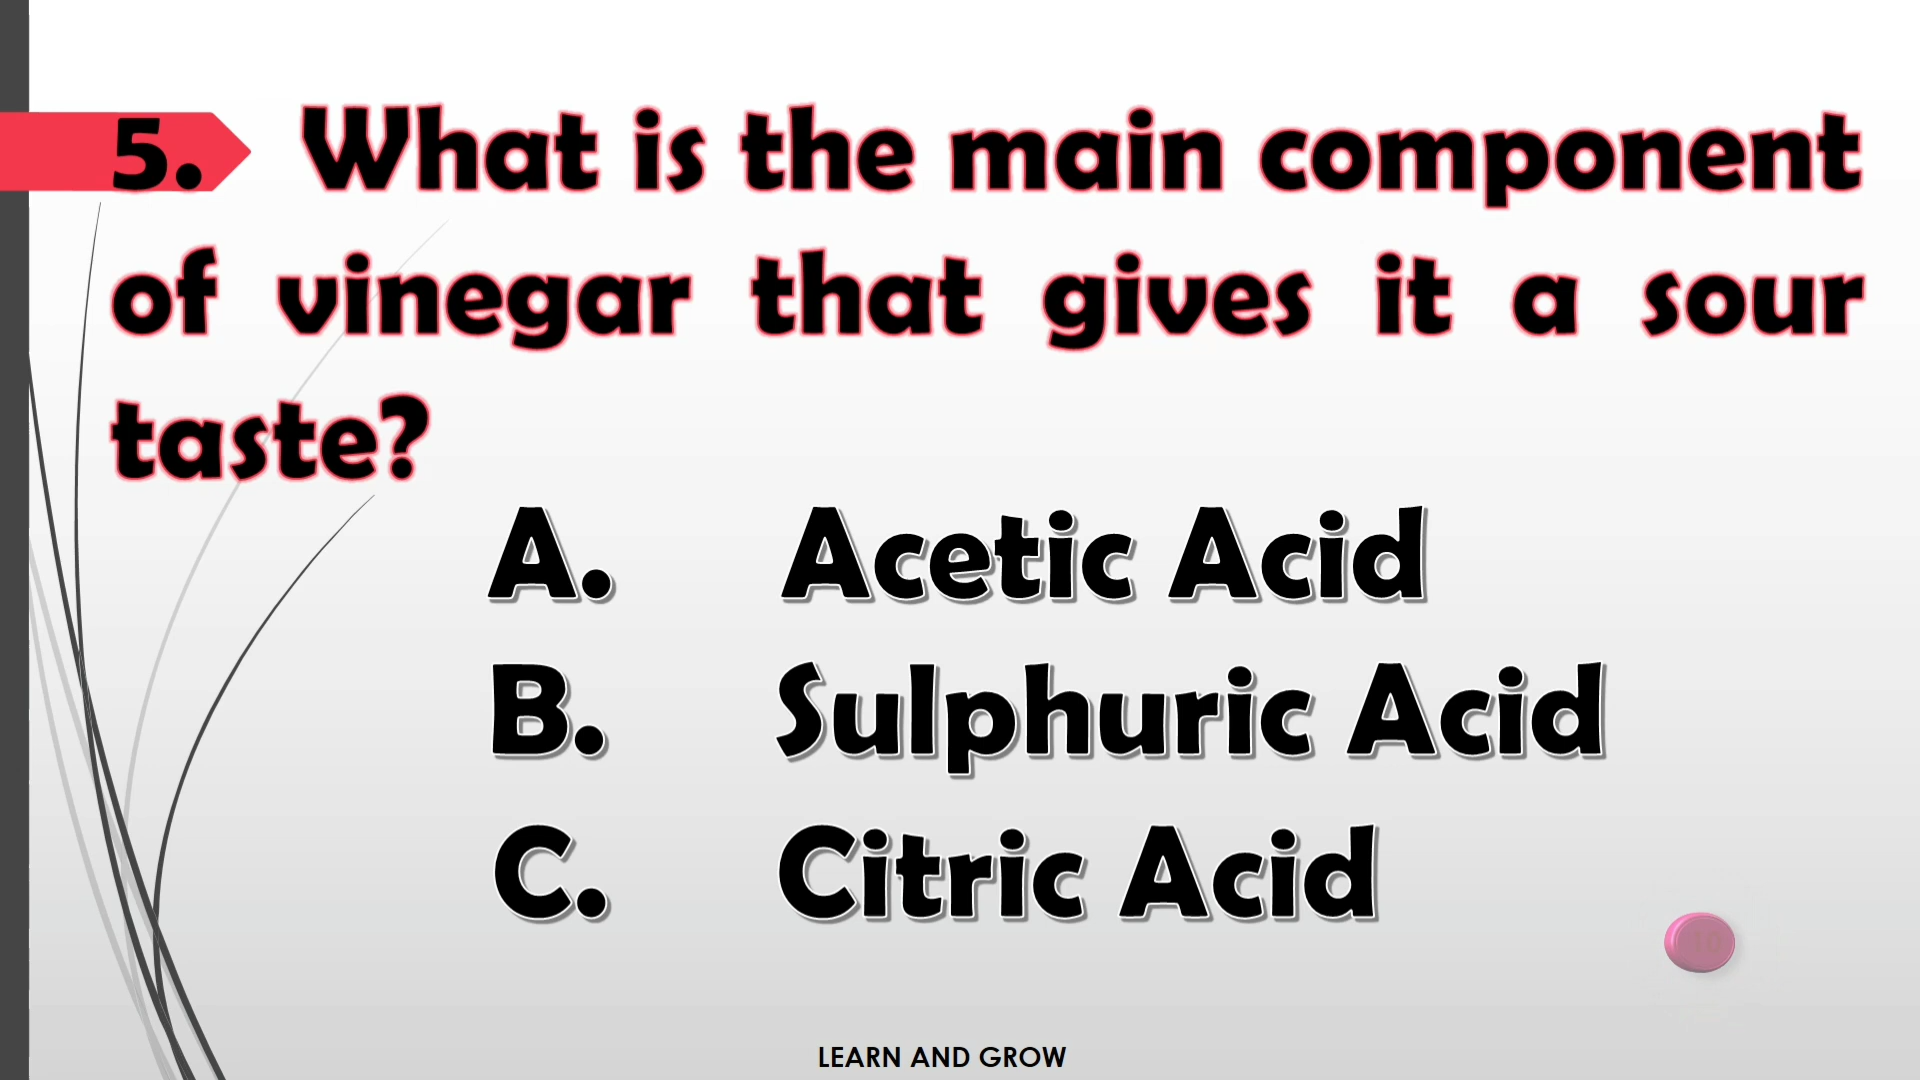 5. What is the main component
of vinegar that gives it a sour
taste?
A. Acetic Acid
B. Sulphuric Acid
C. Citric Acid
10
LEARN AND GROW